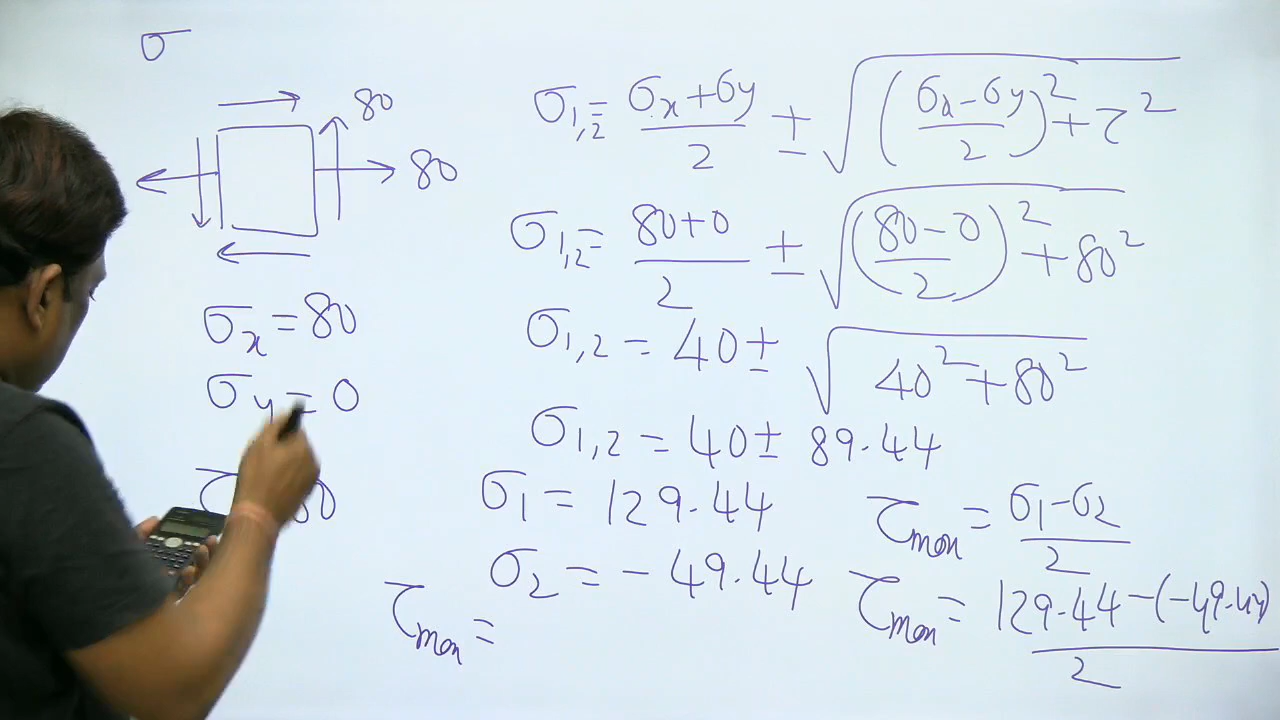 σ
80
80
σx = 80
σy = 0
σ1,2 = σx+σy/2 ± √((σx−σy/2)²+τ²)
σ1,2 = 80+0/2 ± √((80−0/2)²+80²)
σ1,2 = 40 ± √(40²+80²)
σ1,2 = 40 ± 89.44
σ1 = 129.44
σ2 = −49.44
τmax = σ1−σ2/2
τmax = 129.44−(−49.44)/2
τmax =